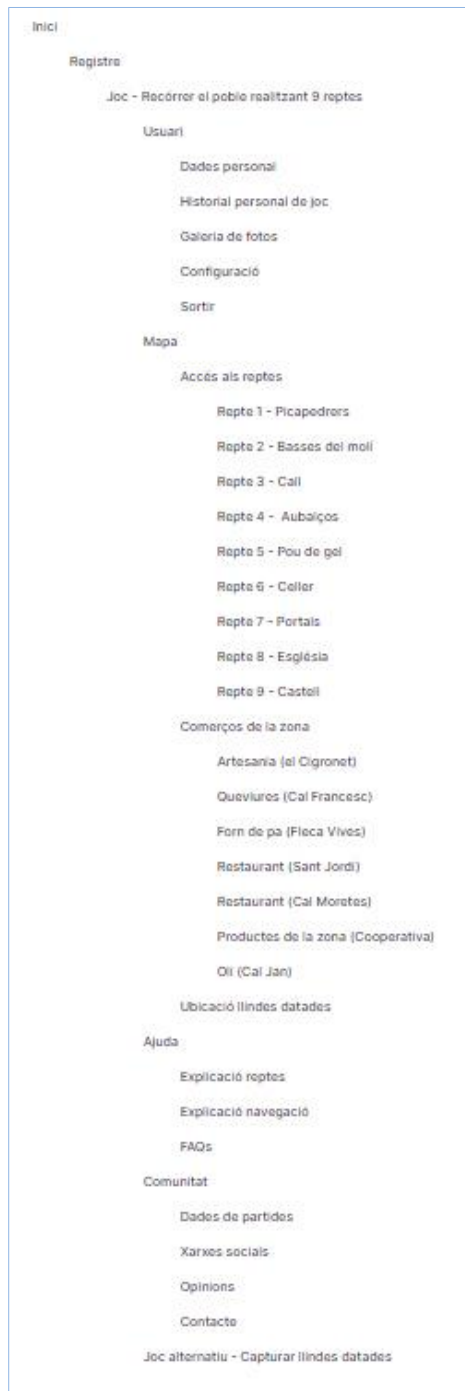 Inici
Registre
Joc - Recórrer el poble realitzant 9 reptes
Usuari
Dades personal
Historial personal de joc
Galeria de fotos
Configuració
Sortir
Mapa
Accés als reptes
Repte 1 - Picapedrers
Repte 2 - Basses del molí
Repte 3 - Call
Repte 4 - Aubalços
Repte 5 - Pou de gel
Repte 6 - Celler
Repte 7 - Portals
Repte 8 - Església
Repte 9 - Castell
Comerços de la zona
Artesania (el Cigronet)
Queviures (Cal Francesc)
Forn de pa (Fleca Vives)
Restaurant (Sant Jordi)
Restaurant (Cal Moretes)
Productes de la zona (Cooperativa)
Oli (Cal Jan)
Ubicació llindes datades
Ajuda
Explicació reptes
Explicació navegació
FAQs
Comunitat
Dades de partides
Xarxes socials
Opinions
Contacte
Joc alternatiu - Capturar llindes datades